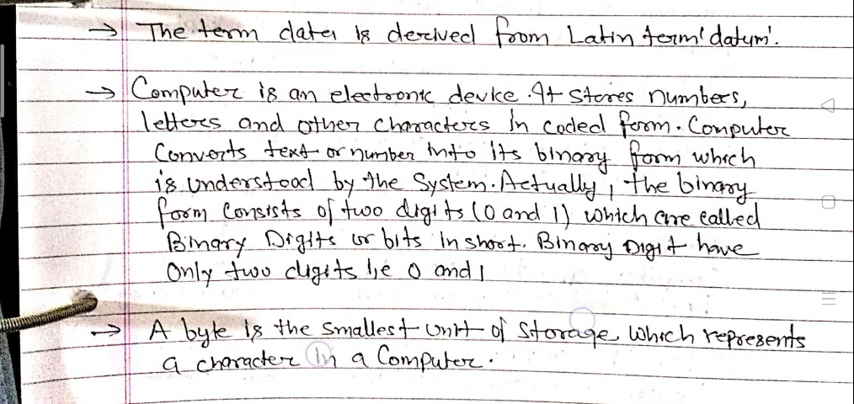 → The term data is derived from Latin term 'datum'.
→ Computer is an electronic device. It stores numbers,
letters and other characters in coded form. Computer
Converts text or number into its binary form which
is understood by the System. Actually, the binary
form Consists of two digits (0 and 1) which are called
Binary Digits or bits in short. Binary Digit have
Only two digits i.e 0 and 1
→ A byte is the smallest unit of storage, which represents
a character in a Computer.